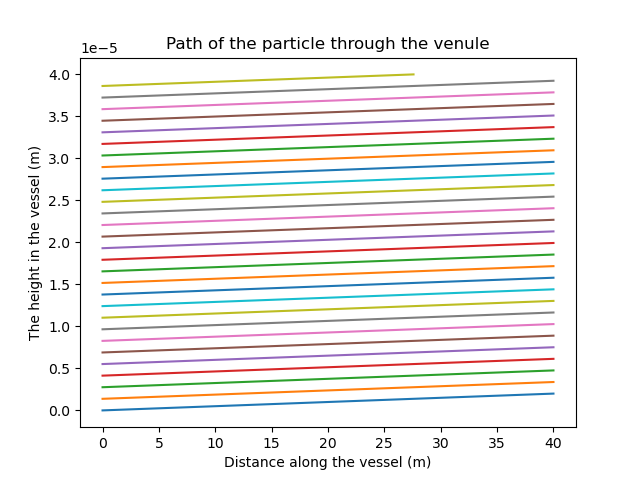 Path of the particle through the venule
1e−5
4.0
3.5
3.0
2.5
2.0
1.5
1.0
0.5
0.0
The height in the vessel (m)
0 5 10 15 20 25 30 35 40
Distance along the vessel (m)